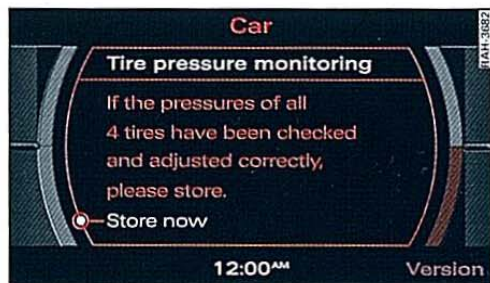 Car
BAH-3682
Tire pressure monitoring
If the pressures of all
4 tires have been checked
and adjusted correctly,
please store.
Store now
12:00AM
Version